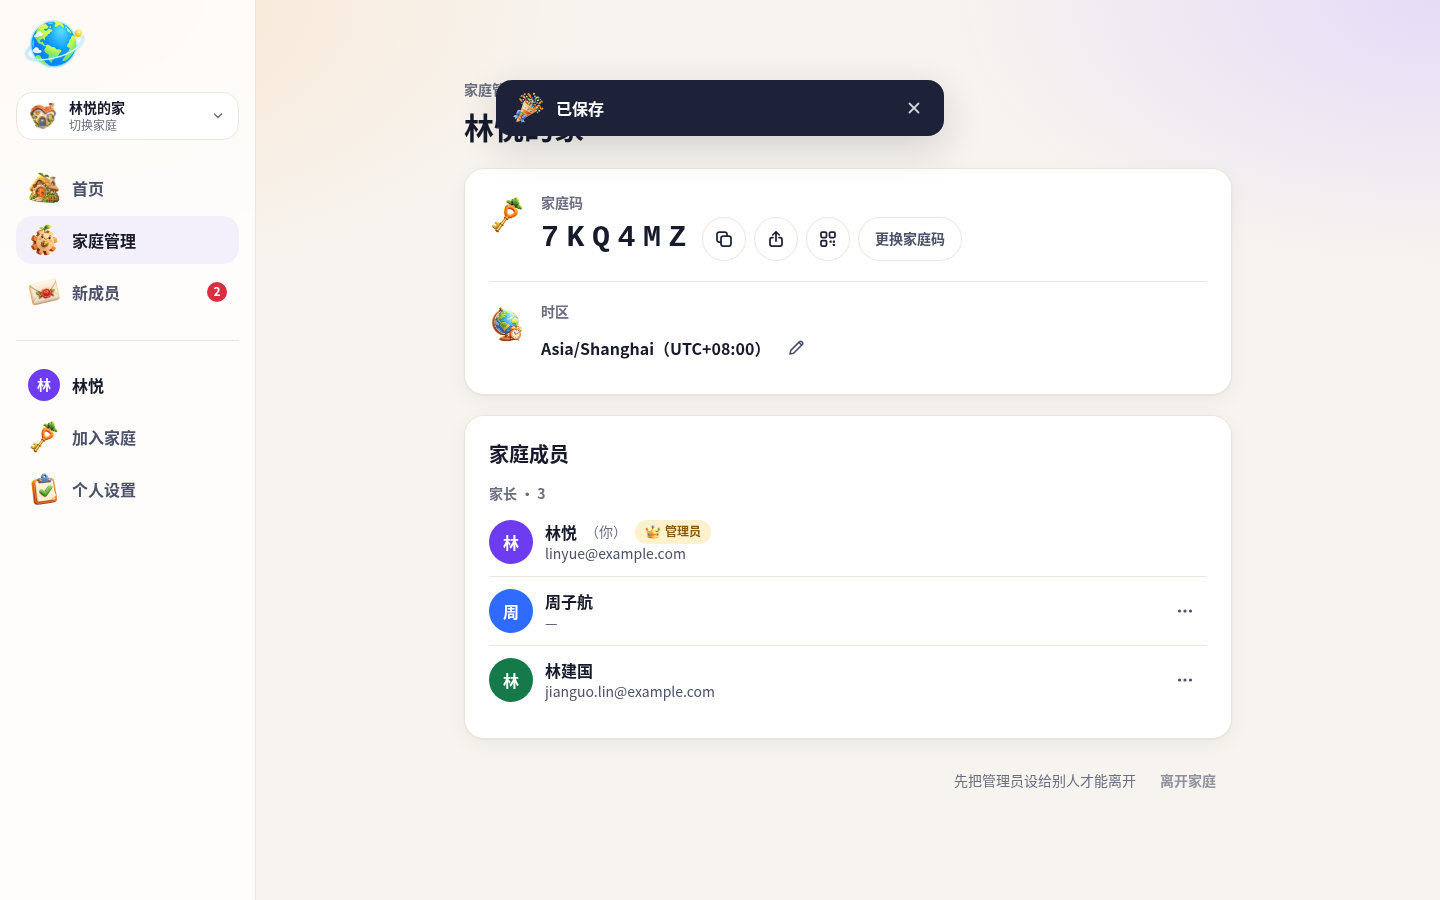 林悦的家
切换家庭
首页
家庭管理
新成员
2
林
林悦
加入家庭
个人设置
已保存
家庭管
林悦的家
家庭码
7KQ4MZ
更换家庭码
时区
Asia/Shanghai（UTC+08:00）
家庭成员
家长 · 3
林
林悦 （你） 管理员
linyue@example.com
周
周子航
—
林
林建国
jianguo.lin@example.com
先把管理员设给别人才能离开 离开家庭